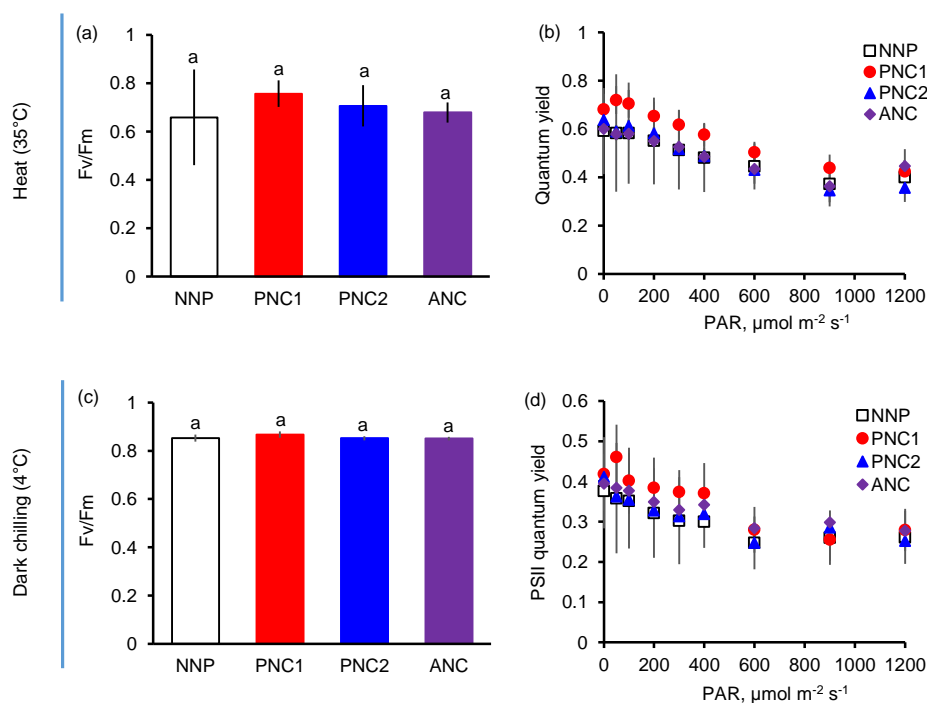 Heat (35°C)
(a)
Fv/Fm
1
0.8
0.6
0.4
0.2
0
a
a
a
a
NNP
PNC1
PNC2
ANC
(b)
Quantum yield
1
0.8
0.6
0.4
0.2
0
0
200
400
600
800
1000
1200
PAR, µmol m⁻² s⁻¹
NNP
PNC1
PNC2
ANC
Dark chilling (4°C)
(c)
Fv/Fm
1
0.8
0.6
0.4
0.2
0
a
a
a
a
NNP
PNC1
PNC2
ANC
(d)
PSII quantum yield
0.6
0.5
0.4
0.3
0.2
0.1
0
0
200
400
600
800
1000
1200
PAR, µmol m⁻² s⁻¹
NNP
PNC1
PNC2
ANC